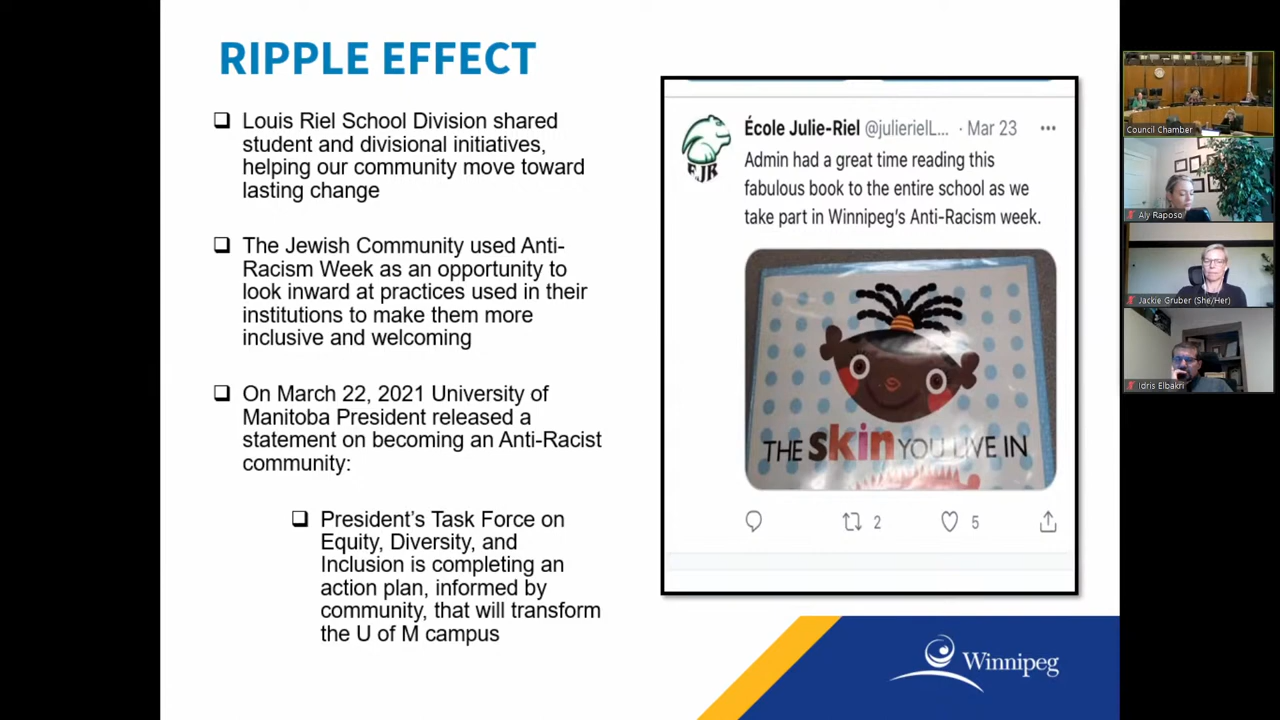 RIPPLE EFFECT
Louis Riel School Division shared
student and divisional initiatives,
helping our community move toward
lasting change
The Jewish Community used Anti-
Racism Week as an opportunity to
look inward at practices used in their
institutions to make them more
inclusive and welcoming
On March 22, 2021 University of
Manitoba President released a
statement on becoming an Anti-Racist
community:
President's Task Force on
Equity, Diversity, and
Inclusion is completing an
action plan, informed by
community, that will transform
the U of M campus
École Julie-Riel @julierielL... · Mar 23
Admin had a great time reading this
fabulous book to the entire school as we
take part in Winnipeg's Anti-Racism week.
EJR
THE skin YOU LIVE IN
2 5
Winnipeg
Council Chamber
Aly Raposo
Jackie Gruber (She/Her)
Idris Elbakri